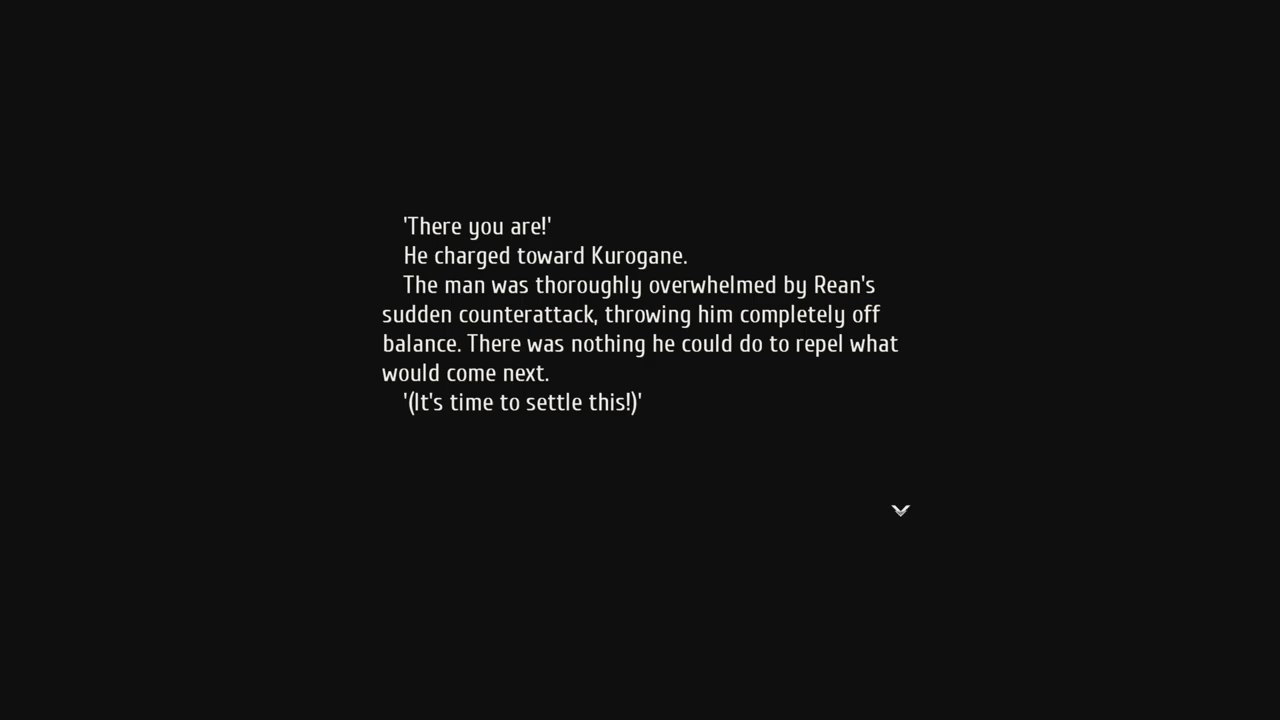 'There you are!'
He charged toward Kurogane.
The man was thoroughly overwhelmed by Rean's
sudden counterattack, throwing him completely off
balance. There was nothing he could do to repel what
would come next.
'(It's time to settle this!)'